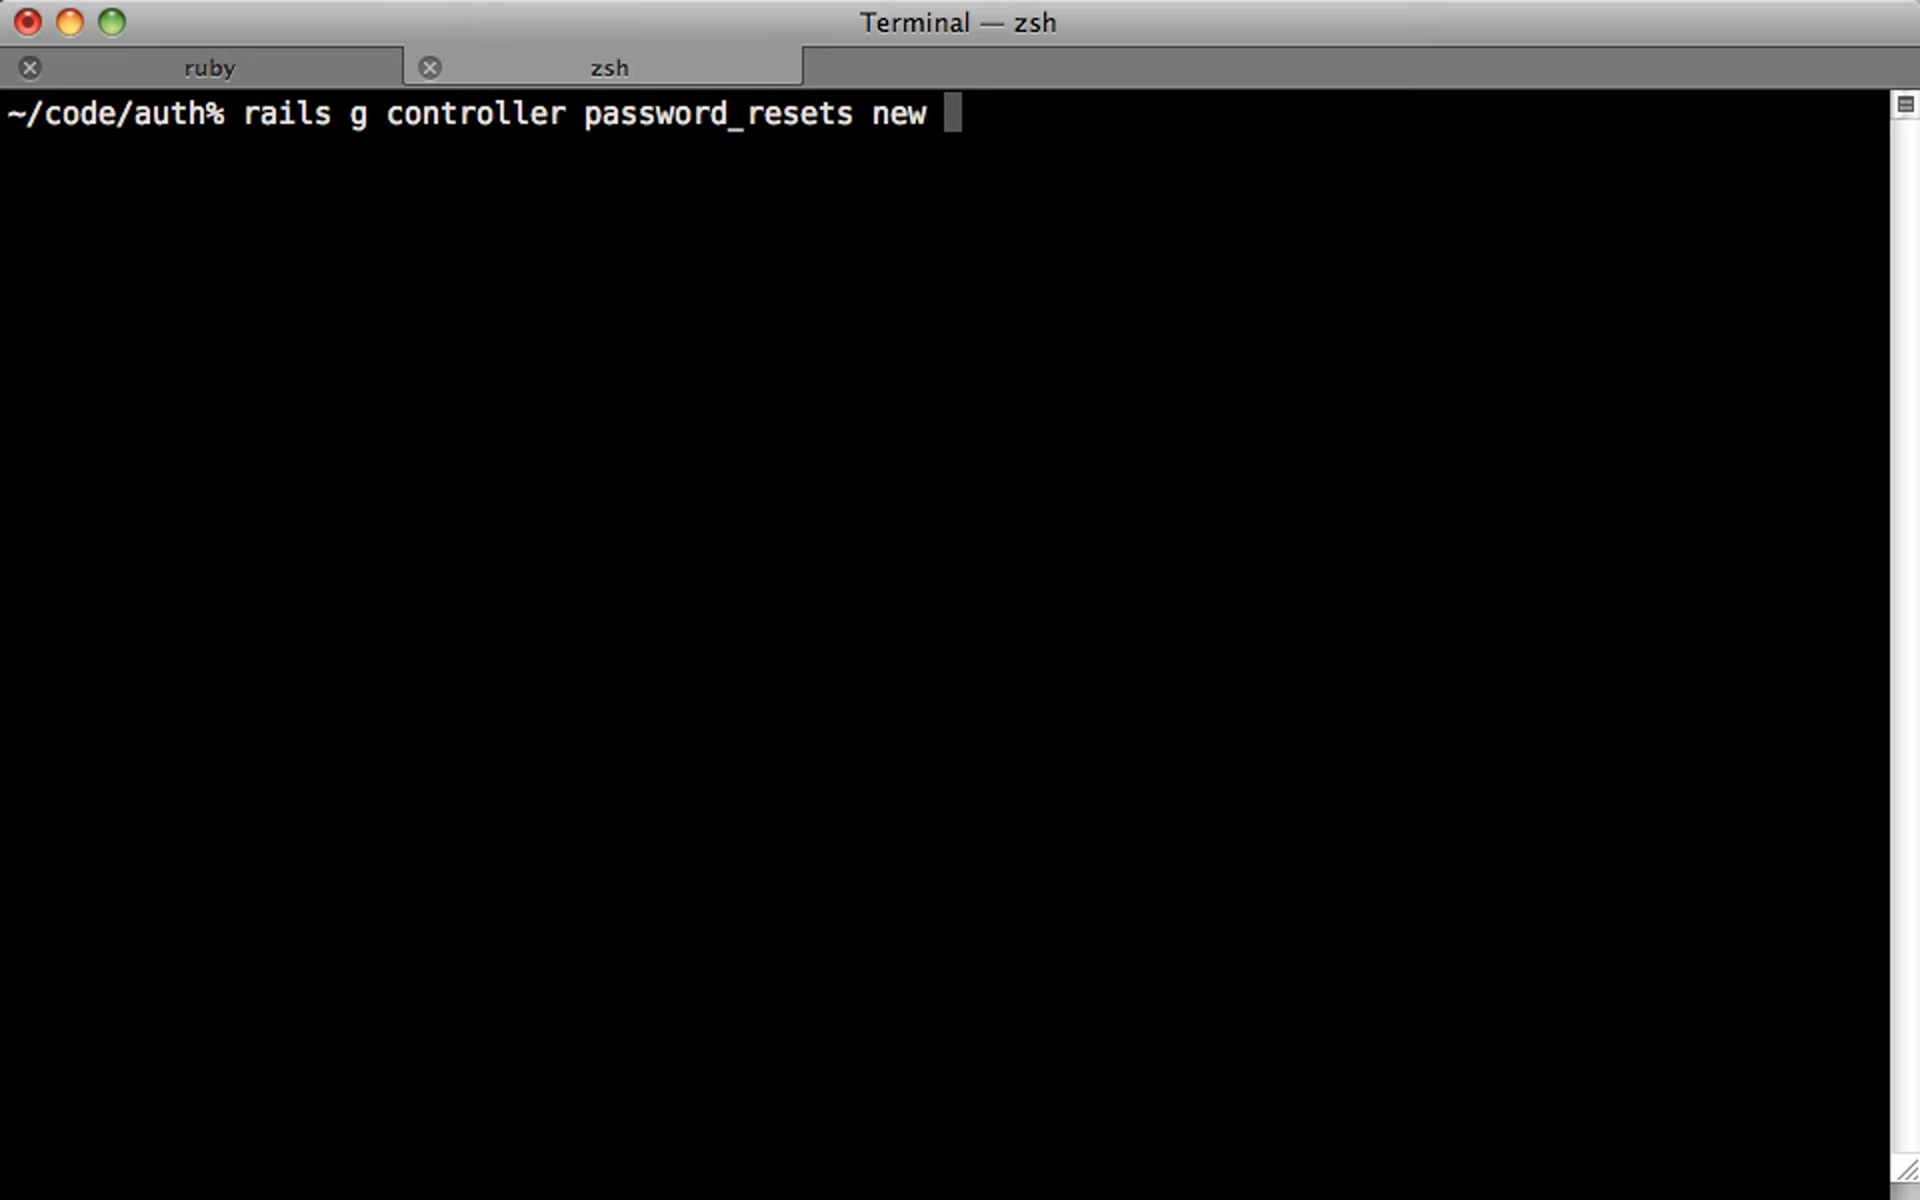 Terminal — zsh
ruby
zsh
~/code/auth% rails g controller password_resets new